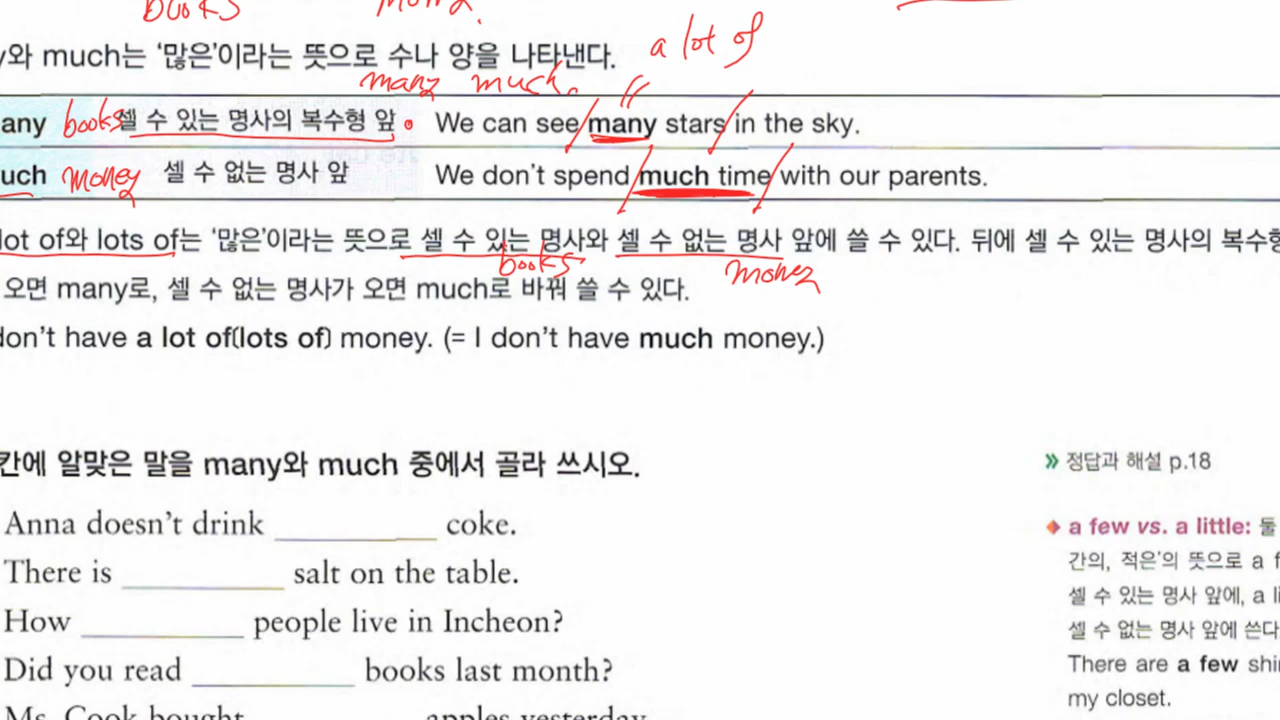 books money.
y와 much는 '많은'이라는 뜻으로 수나 양을 나타낸다.
a lot of
many much.
any books 셀 수 있는 명사의 복수형 앞 We can see many stars in the sky.
uch money 셀 수 없는 명사 앞 We don't spend much time with our parents.
lot of와 lots of는 '많은'이라는 뜻으로 셀 수 있는 명사와 셀 수 없는 명사 앞에 쓸 수 있다. 뒤에 셀 수 있는 명사의 복수형
books money
오면 many로, 셀 수 없는 명사가 오면 much로 바꿔 쓸 수 있다.
don't have a lot of(lots of) money. (= I don't have much money.)
칸에 알맞은 말을 many와 much 중에서 골라 쓰시오.
» 정답과 해설 p.18
Anna doesn't drink ___ coke.
There is ___ salt on the table.
How ___ people live in Incheon?
Did you read ___ books last month?
Ms. Cook bought ___ apples yesterday
a few vs. a little: 둘
간의, 적은'의 뜻으로 a f
셀 수 있는 명사 앞에, a li
셀 수 없는 명사 앞에 쓴다
There are a few shi
my closet.